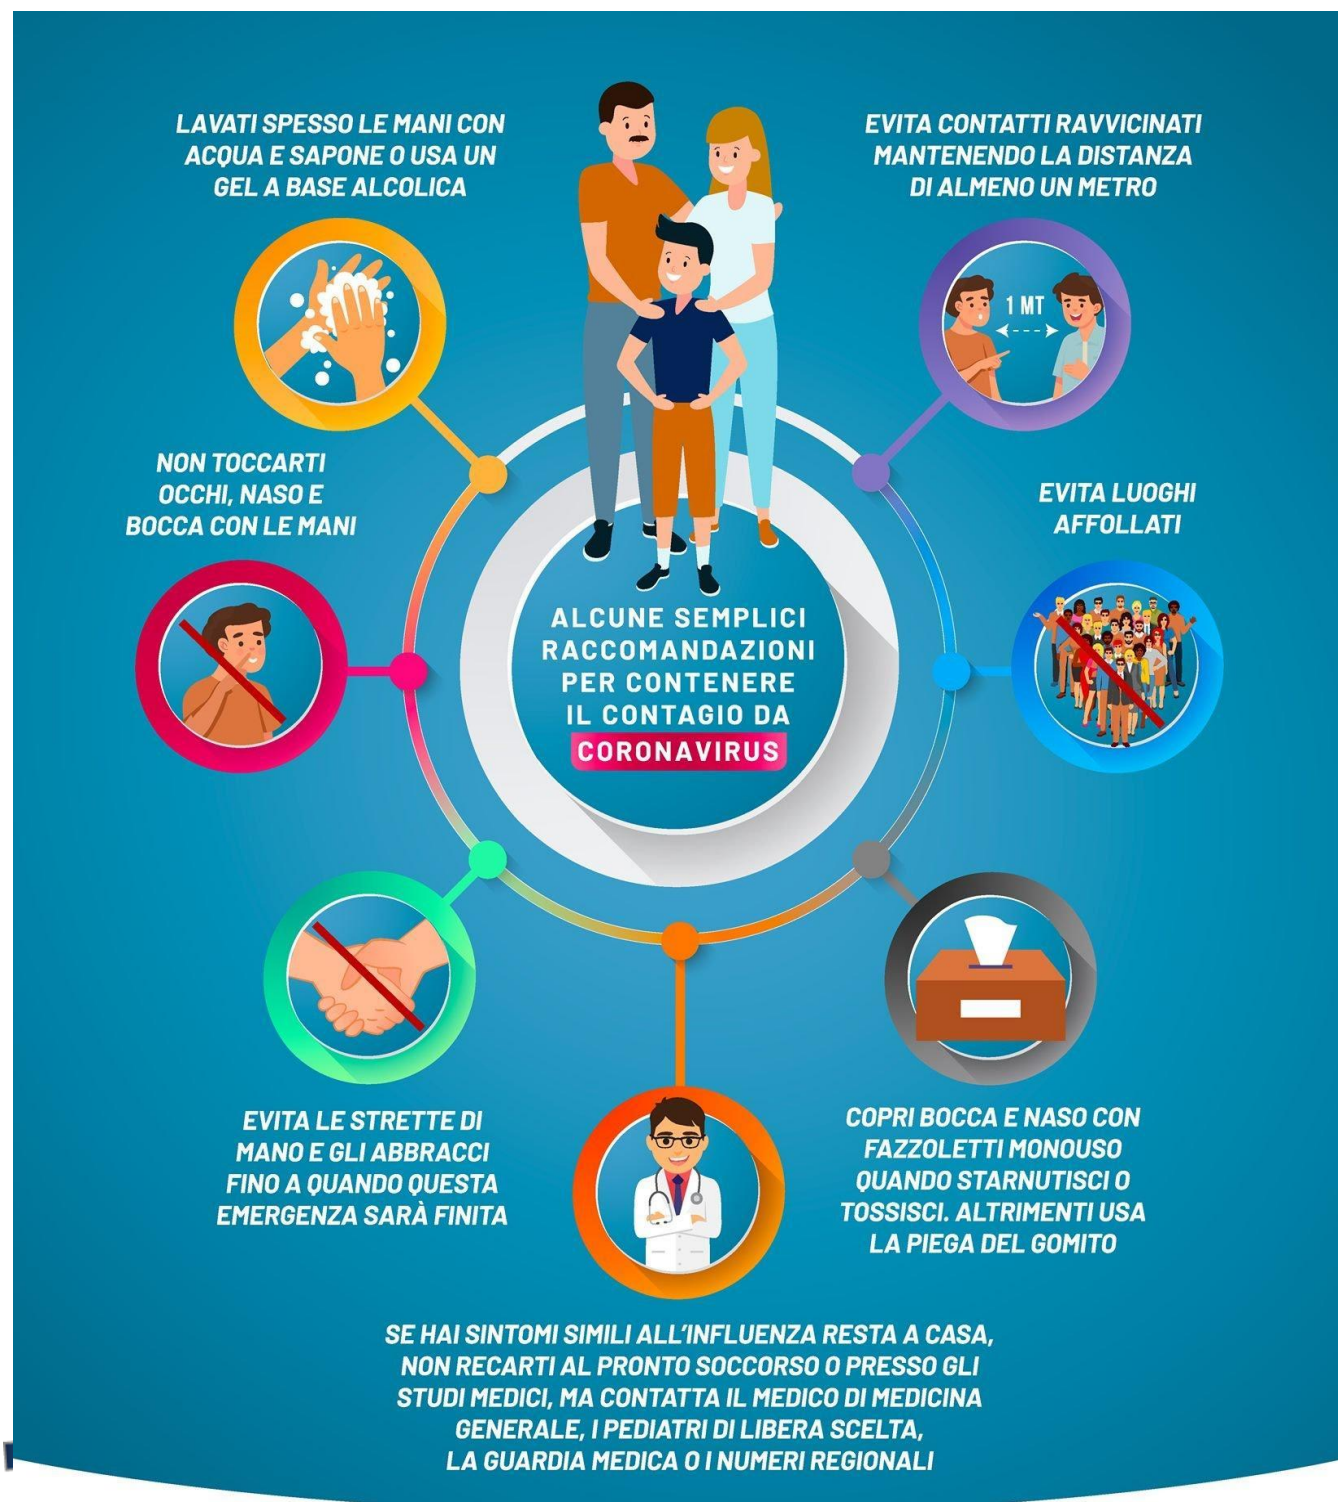 LAVATI SPESSO LE MANI CON
ACQUA E SAPONE O USA UN
GEL A BASE ALCOLICA
EVITA CONTATTI RAVVICINATI
MANTENENDO LA DISTANZA
DI ALMENO UN METRO
1 MT
NON TOCCARTI
OCCHI, NASO E
BOCCA CON LE MANI
EVITA LUOGHI
AFFOLLATI
ALCUNE SEMPLICI
RACCOMANDAZIONI
PER CONTENERE
IL CONTAGIO DA
CORONAVIRUS
EVITA LE STRETTE DI
MANO E GLI ABBRACCI
FINO A QUANDO QUESTA
EMERGENZA SARÀ FINITA
COPRI BOCCA E NASO CON
FAZZOLETTI MONOUSO
QUANDO STARNUTISCI O
TOSSISCI. ALTRIMENTI USA
LA PIEGA DEL GOMITO
SE HAI SINTOMI SIMILI ALL'INFLUENZA RESTA A CASA,
NON RECARTI AL PRONTO SOCCORSO O PRESSO GLI
STUDI MEDICI, MA CONTATTA IL MEDICO DI MEDICINA
GENERALE, I PEDIATRI DI LIBERA SCELTA,
LA GUARDIA MEDICA O I NUMERI REGIONALI